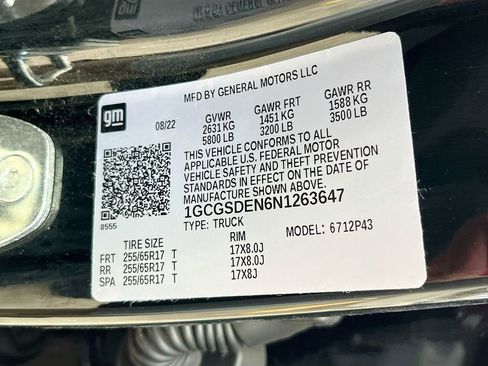 MFD BY GENERAL MOTORS LLC
gm
08/22
GVWR GAWR FRT GAWR RR
2631 KG 1451 KG 1588 KG
5800 LB 3200 LB 3500 LB
THIS VEHICLE CONFORMS TO ALL
APPLICABLE U.S. FEDERAL MOTOR
VEHICLE SAFETY AND THEFT PREVENTION
STANDARDS IN EFFECT ON THE DATE OF
MANUFACTURE SHOWN ABOVE.
1GCGSDEN6N1263647
8555
TYPE: TRUCK MODEL: 6712P43
TIRE SIZE RIM
FRT 255/65R17 T 17X8.0J
RR 255/65R17 T 17X8.0J
SPA 255/65R17 T 17X8J